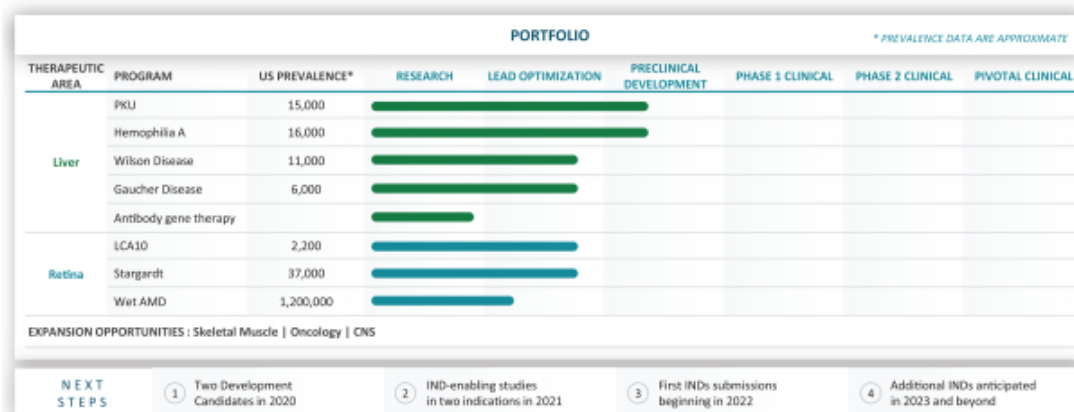 PORTFOLIO
* PREVALENCE DATA ARE APPROXIMATE
THERAPEUTIC AREA PROGRAM US PREVALENCE* RESEARCH LEAD OPTIMIZATION PRECLINICAL DEVELOPMENT PHASE 1 CLINICAL PHASE 2 CLINICAL PIVOTAL CLINICAL
PKU 15,000
Hemophilia A 16,000
Liver Wilson Disease 11,000
Gaucher Disease 6,000
Antibody gene therapy
LCA10 2,200
Retina Stargardt 37,000
Wet AMD 1,200,000
EXPANSION OPPORTUNITIES : Skeletal Muscle | Oncology | CNS
NEXT STEPS
1 Two Development
Candidates in 2020
2 IND-enabling studies
in two indications in 2021
3 First INDs submissions
beginning in 2022
4 Additional INDs anticipated
in 2023 and beyond